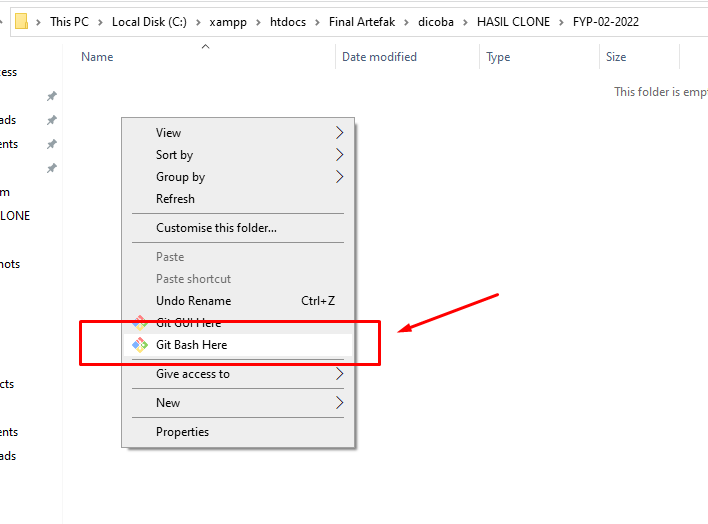 This PC > Local Disk (C:) > xampp > htdocs > Final Artefak > dicoba > HASIL CLONE > FYP-02-2022
Name Date modified Type Size
This folder is empt
ess
ads
ents
m
CLONE
nots
cts
ents
ads
View
Sort by
Group by
Refresh
Customise this folder...
Paste
Paste shortcut
Undo Rename Ctrl+Z
Git GUI Here
Git Bash Here
Give access to
New
Properties